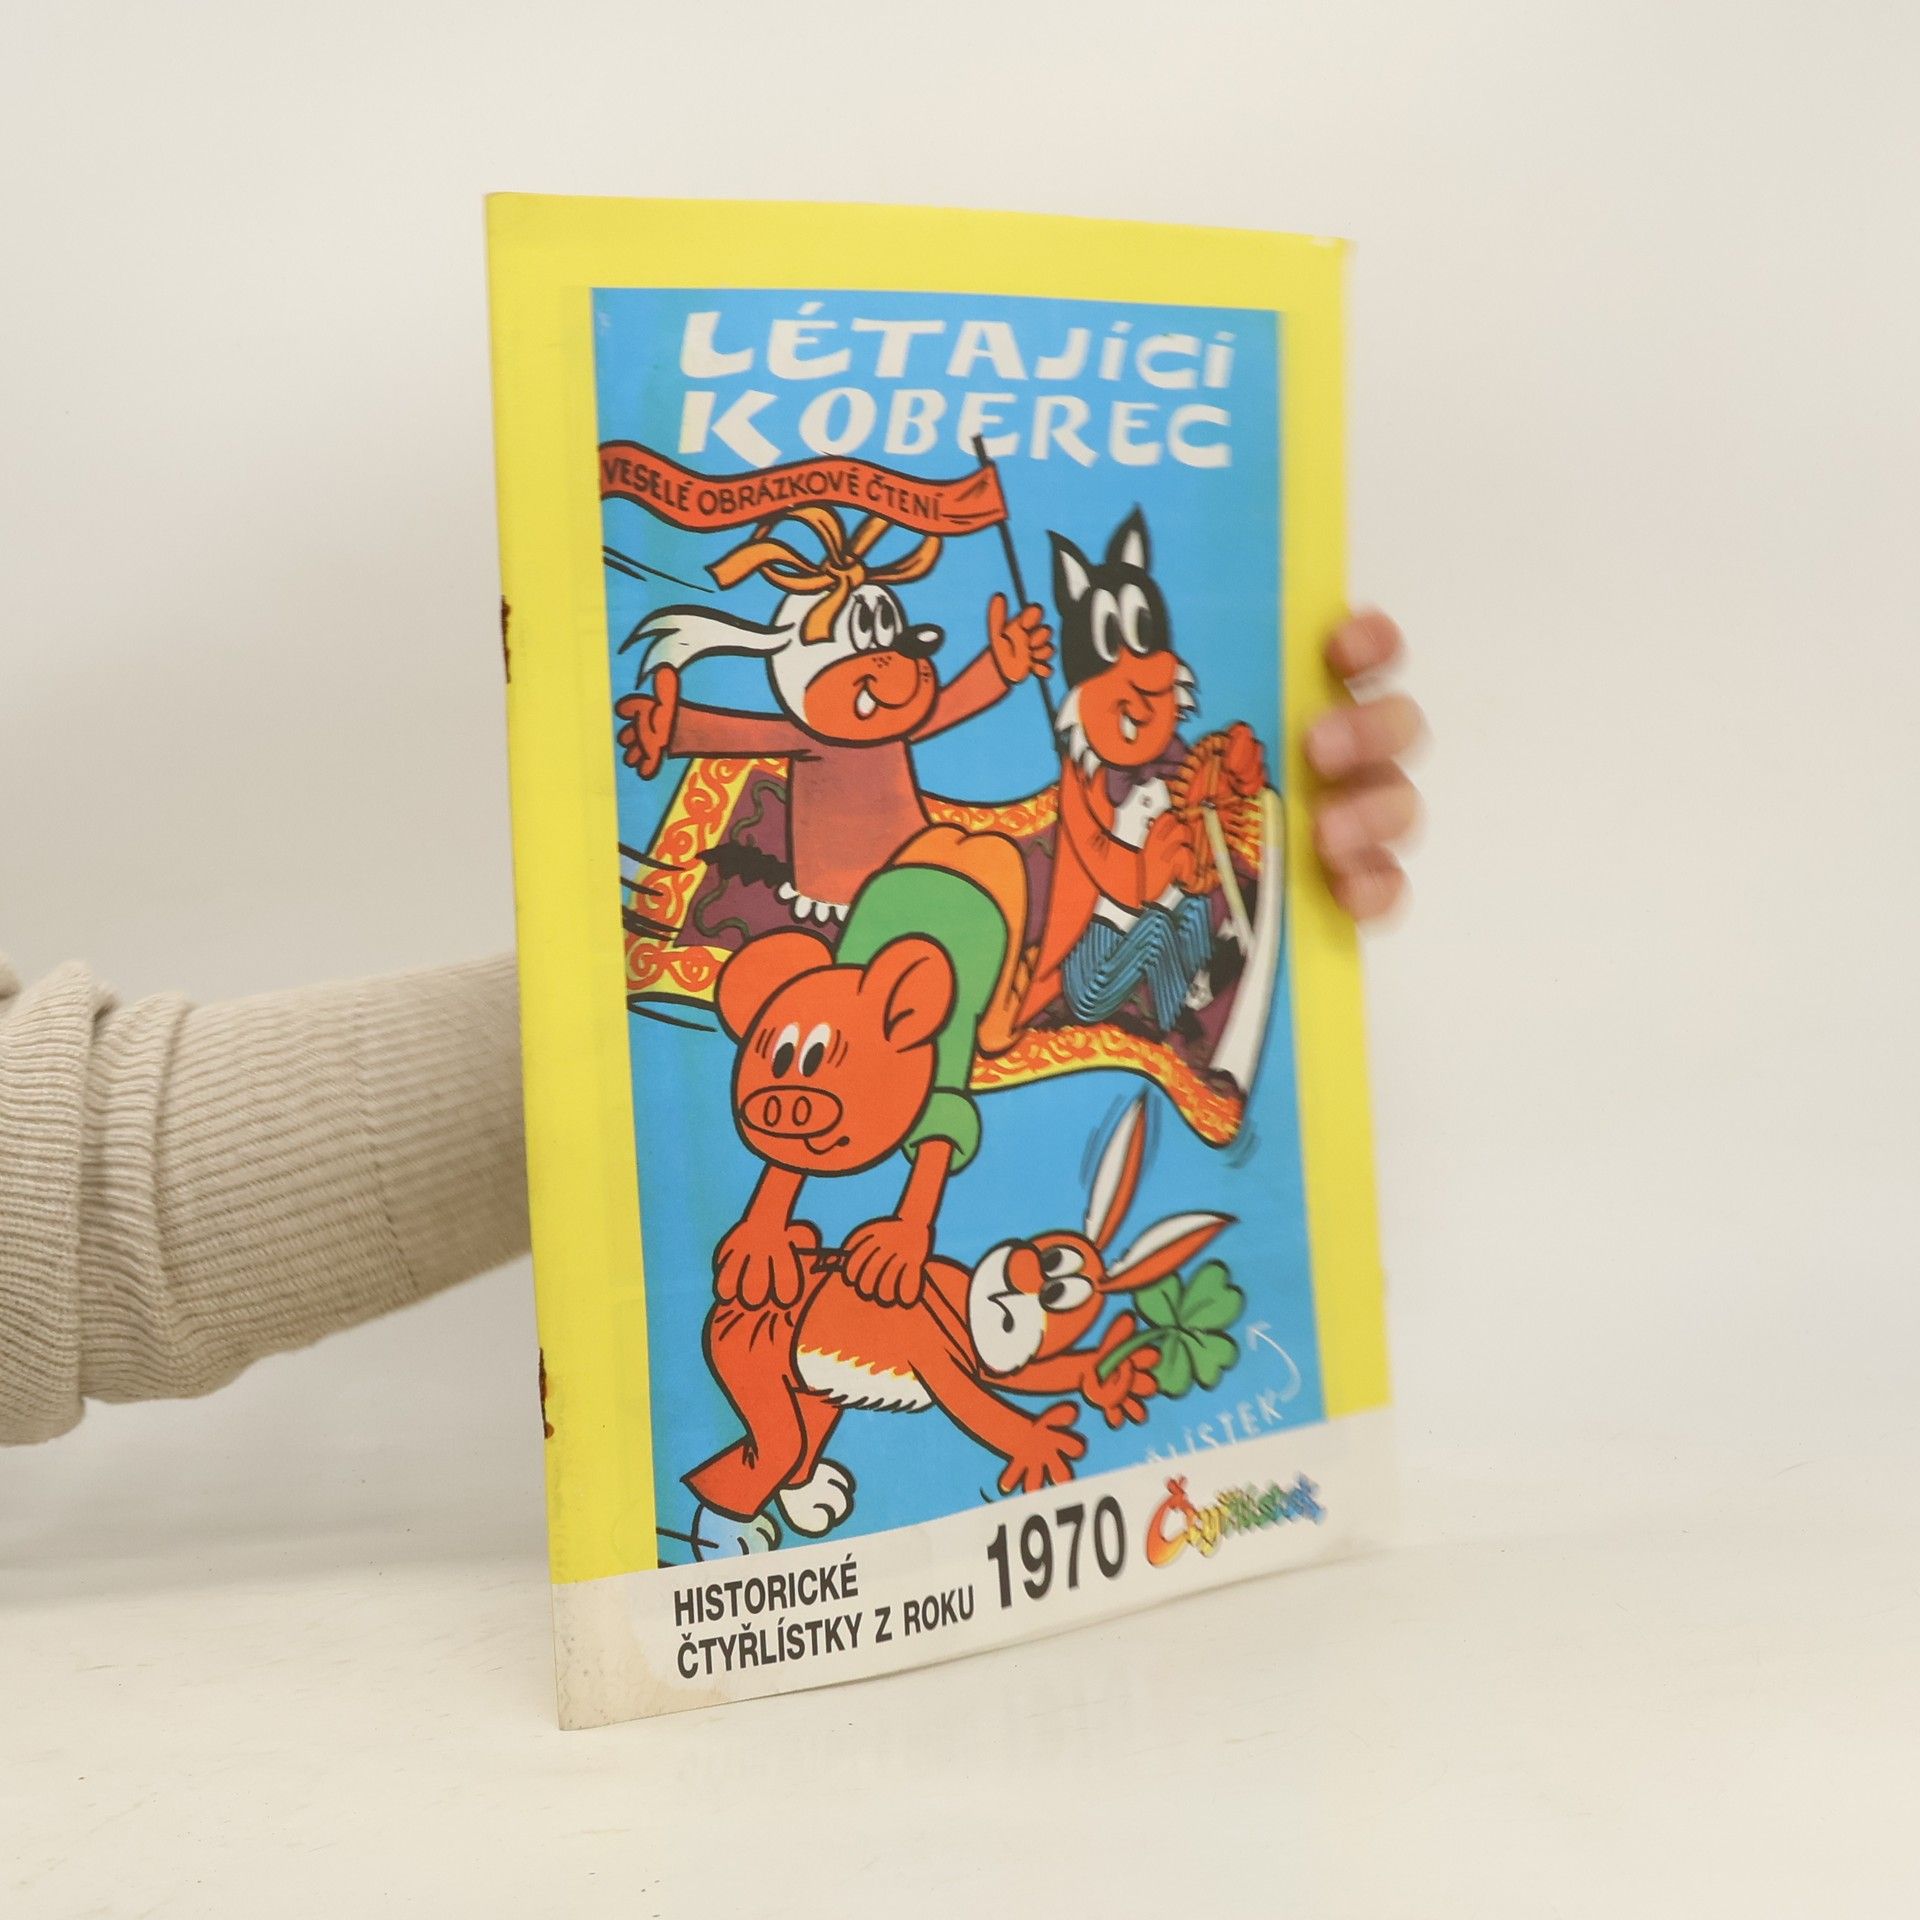 LÉTAJÍCÍ
KOBEREC
VESELÉ OBRÁZKOVÉ ČTENÍ
HISTORICKÉ
ČTYŘLÍSTKY Z ROKU 1970 Čtyřlístek